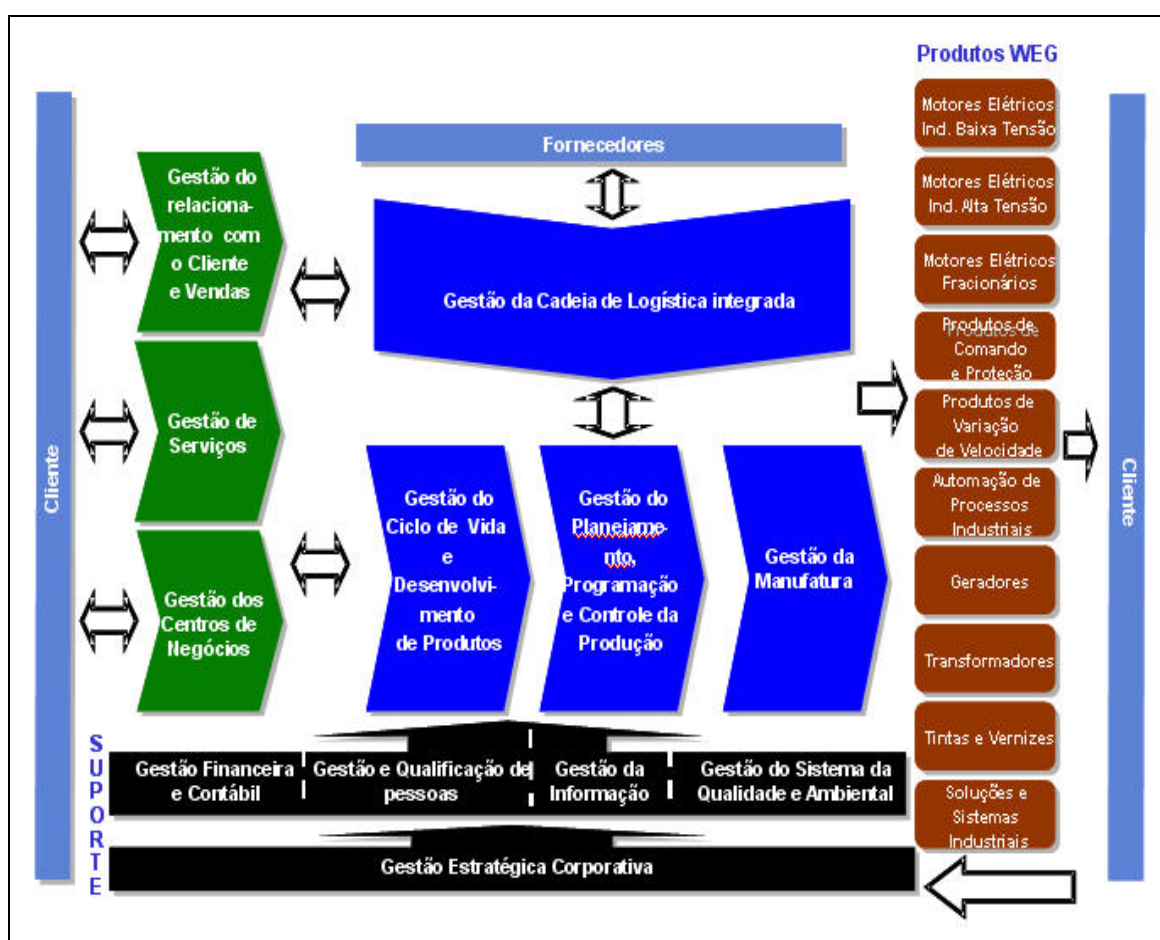 Produtos WEG
Cliente
Fornecedores
Gestão do
relaciona-
mento com
o Cliente
e Vendas
Gestão da Cadeia de Logística integrada
Gestão de
Serviços
Gestão dos
Centros de
Negócios
Gestão do
Ciclo de Vida
e
Desenvolvi-
mento
de Produtos
Gestão do
Planejame-
nto,
Programação
e Controle da
Produção
Gestão da
Manufatura
Motores Elétricos
Ind. Baixa Tensão
Motores Elétricos
Ind. Alta Tensão
Motores Elétricos
Fracionários
Produtos de
Comando
e Proteção
Produtos de
Variação
de Velocidade
Automação de
Processos
Industriais
Geradores
Transformadores
Tintas e Vernizes
Soluções e
Sistemas
Industriais
Cliente
SUPORTE
Gestão Financeira
e Contábil
Gestão e Qualificação de
pessoas
Gestão da
Informação
Gestão do Sistema da
Qualidade e Ambiental
Gestão Estratégica Corporativa